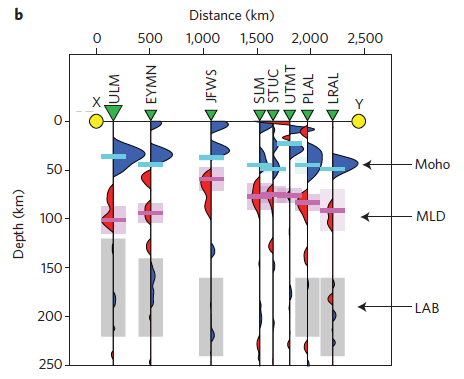 b
Distance (km)
0 500 1,000 1,500 2,000 2,500
X ULM EYMN JFWS SLM STUC UTMT PLAL LRAL Y
0
50
100
150
200
250
Depth (km)
Moho
MLD
LAB